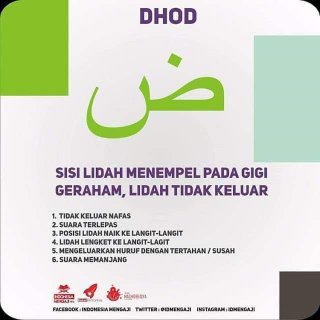 DHOD
ض
SISI LIDAH MENEMPEL PADA GIGI
GERAHAM, LIDAH TIDAK KELUAR
1. TIDAK KELUAR NAFAS
2. SUARA TERLEPAS
3. POSISI LIDAH NAIK KE LANGIT-LANGIT
4. LIDAH LENGKET KE LANGIT-LAGIT
5. MENGELUARKAN HURUF DENGAN TERTAHAN / SUSAH
6. SUARA MEMANJANG
INDONESIA
MENGAJI
FACEBOOK : INDONESIA MENGAJI TWITTER : @IDMENGAJI INSTAGRAM : IDMENGAJI